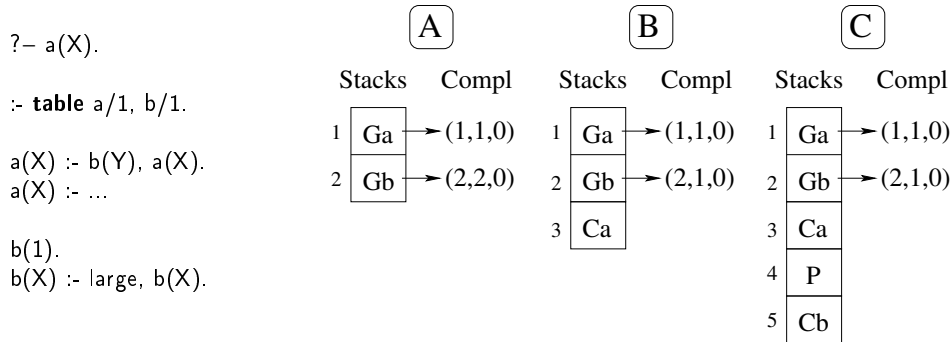 ?– a(X).
:- table a/1, b/1.
a(X) :- b(Y), a(X).
a(X) :- ...
b(1).
b(X) :- large, b(X).
A
Stacks Compl
1 Ga (1,1,0)
2 Gb (2,2,0)
B
Stacks Compl
1 Ga (1,1,0)
2 Gb (2,1,0)
3 Ca
C
Stacks Compl
1 Ga (1,1,0)
2 Gb (2,1,0)
3 Ca
4 P
5 Cb